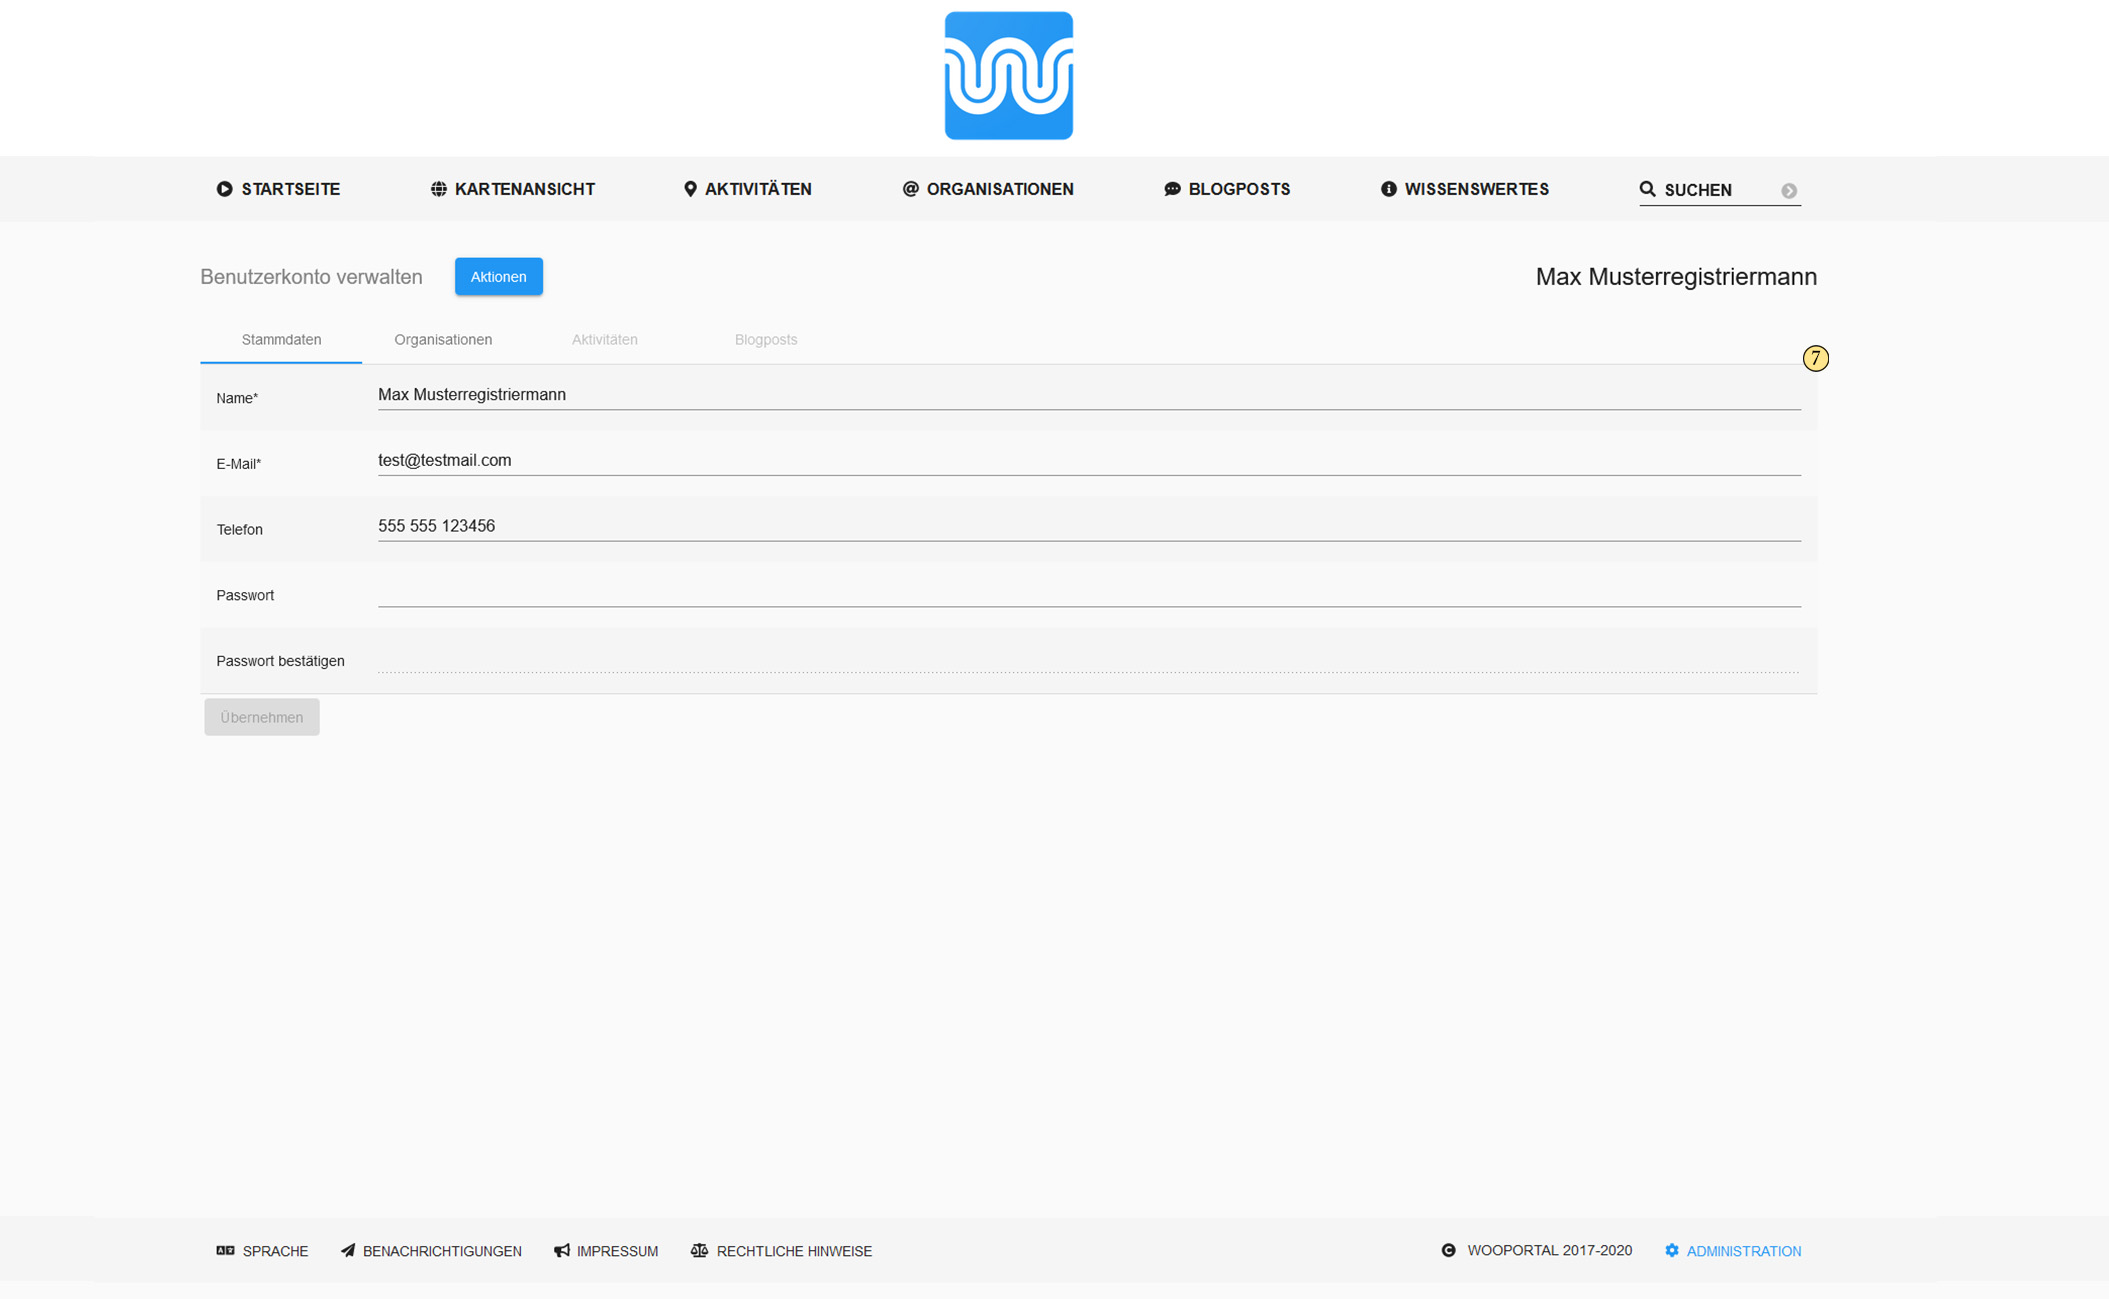 STARTSEITE KARTENANSICHT AKTIVITÄTEN @ ORGANISATIONEN BLOGPOSTS WISSENSWERTES SUCHEN
Benutzerkonto verwalten Aktionen Max Musterregistriermann
Stammdaten Organisationen Aktivitäten Blogposts
7
Name* Max Musterregistriermann
E-Mail* test@testmail.com
Telefon 555 555 123456
Passwort
Passwort bestätigen
Übernehmen
SPRACHE BENACHRICHTIGUNGEN IMPRESSUM RECHTLICHE HINWEISE WOOPORTAL 2017-2020 ADMINISTRATION